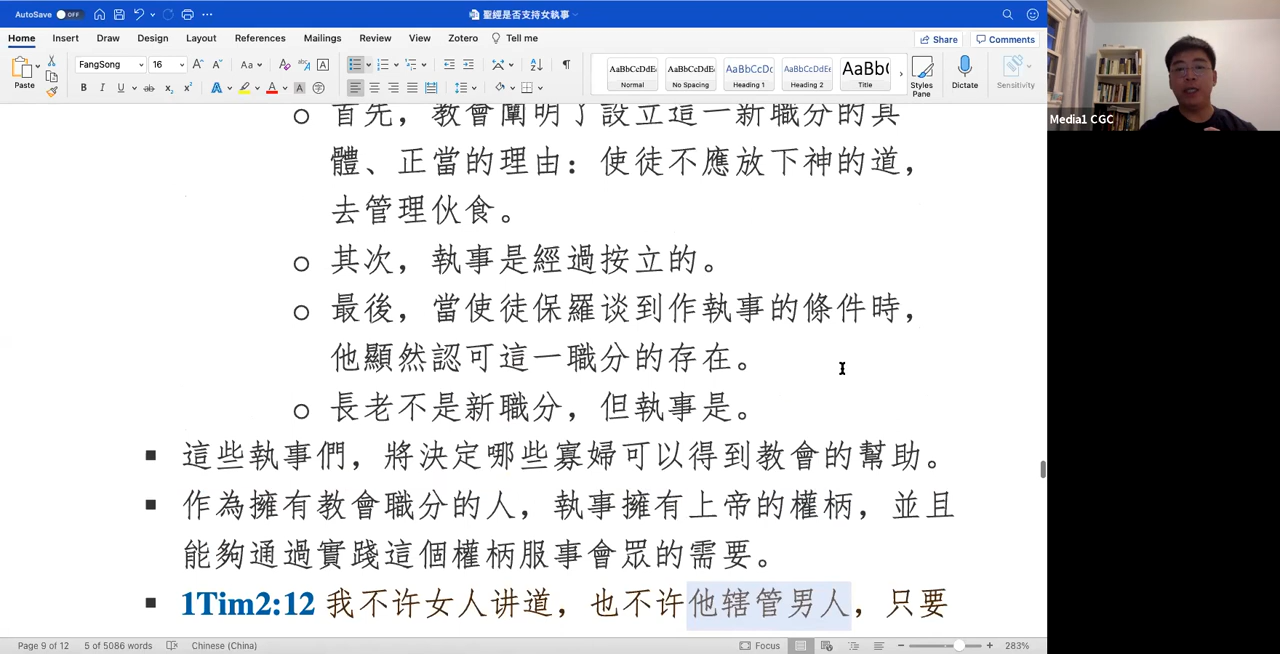 AutoSave OFF
聖經是否支持女執事
Home Insert Draw Design Layout References Mailings Review View Zotero Tell me
Share Comments
Paste
FangSong 16
AaBbCcDdE AaBbCcDdE AaBbCcDc AaBbCcDdEe AaBb(
Normal No Spacing Heading 1 Heading 2 Title
Styles Pane
Dictate
Sensitivity
Media1 CGC
首先，教會闡明了設立這一新職分的具
體、正當的理由：使徒不應放下神的道，
去管理伙食。
其次，執事是經過按立的。
最後，當使徒保羅谈到作執事的條件時，
他顯然認可這一職分的存在。
長老不是新職分，但執事是。
這些執事們，將決定哪些寡婦可以得到教會的幫助。
作為擁有教會職分的人，執事擁有上帝的權柄，並且
能夠通過實踐這個權柄服事會眾的需要。
1Tim2:12 我不许女人讲道，也不许他辖管男人，只要
Page 9 of 12 5 of 5086 words Chinese (China) Focus 283%